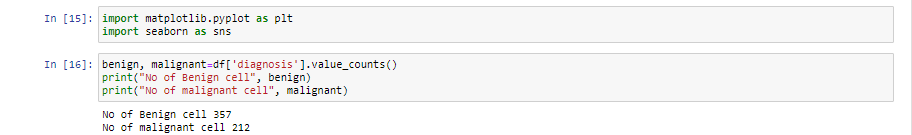 In [15]: import matplotlib.pyplot as plt
import seaborn as sns
In [16]: benign, malignant=df['diagnosis'].value_counts()
print("No of Benign cell", benign)
print("No of malignant cell", malignant)
No of Benign cell 357
No of malignant cell 212